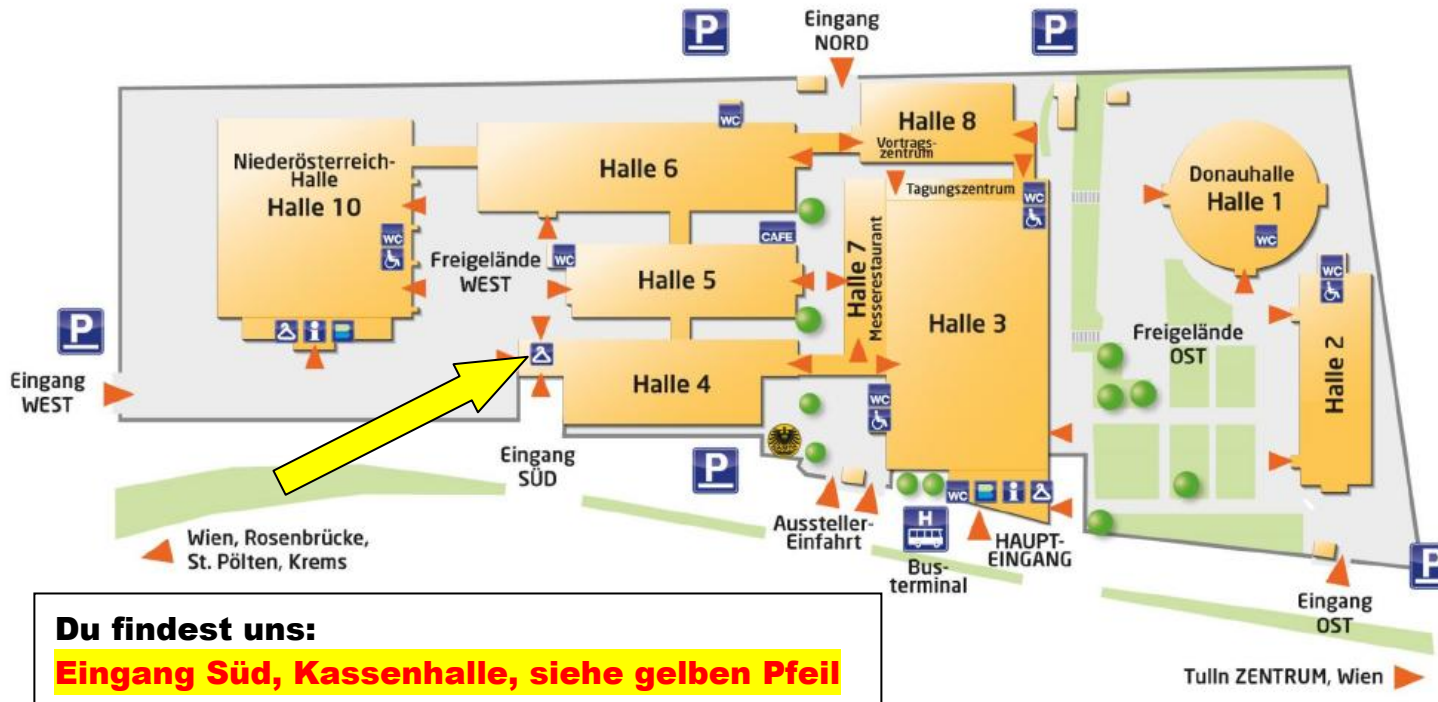 P
Eingang
NORD
P
WC
Niederösterreich-
Halle
Halle 10
Halle 6
Halle 8
Vortrags-
zentrum
Tagungszentrum
Donauhalle
Halle 1
WC
WC
WC
CAFE
WC
WC
Freigelände
WEST
Halle 5
Halle 7
Messerestaurant
Halle 3
Freigelände
OST
Halle 2
P
i
Eingang
WEST
Halle 4
WC
Eingang
SÜD
P
WC
i
Aussteller-
Einfahrt
H
Bus-
terminal
HAUPT-
EINGANG
P
Wien, Rosenbrücke,
St. Pölten, Krems
Eingang
OST
Tulln ZENTRUM, Wien
Du findest uns:
Eingang Süd, Kassenhalle, siehe gelben Pfeil